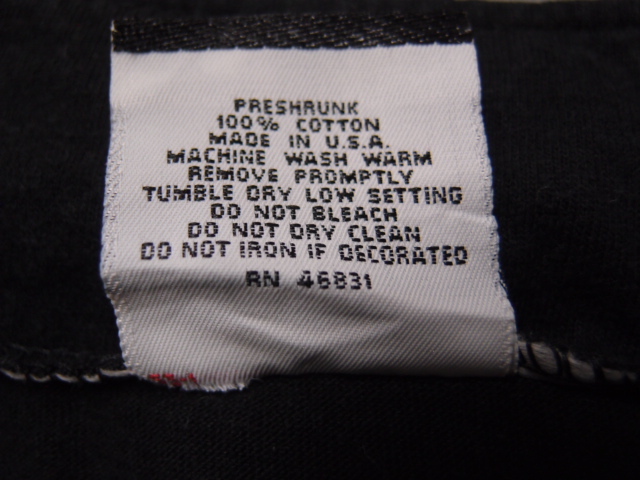 PRESHRUNK
100% COTTON
MADE IN U.S.A.
MACHINE WASH WARM
REMOVE PROMPTLY
TUMBLE DRY LOW SETTING
DO NOT BLEACH
DO NOT DRY CLEAN
DO NOT IRON IF DECORATED
RN 46831